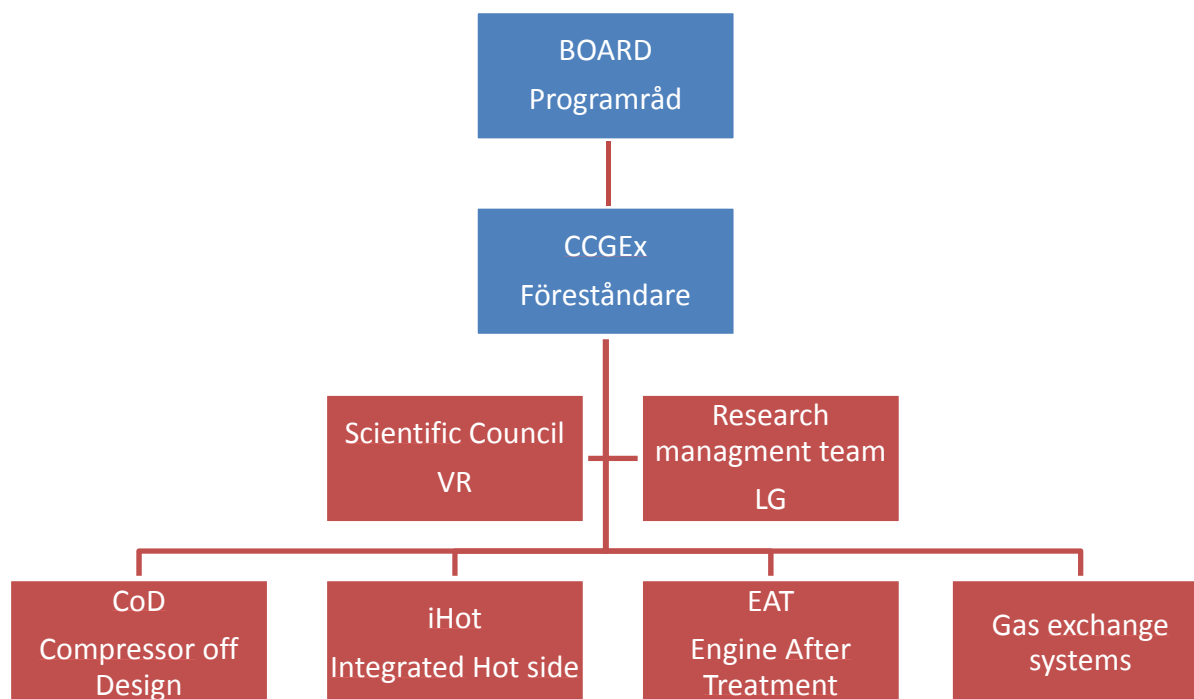 BOARD
Programråd
CCGEx
Föreståndare
Scientific Council
VR
Research
managment team
LG
CoD
Compressor off
Design
iHot
Integrated Hot side
EAT
Engine After
Treatment
Gas exchange
systems